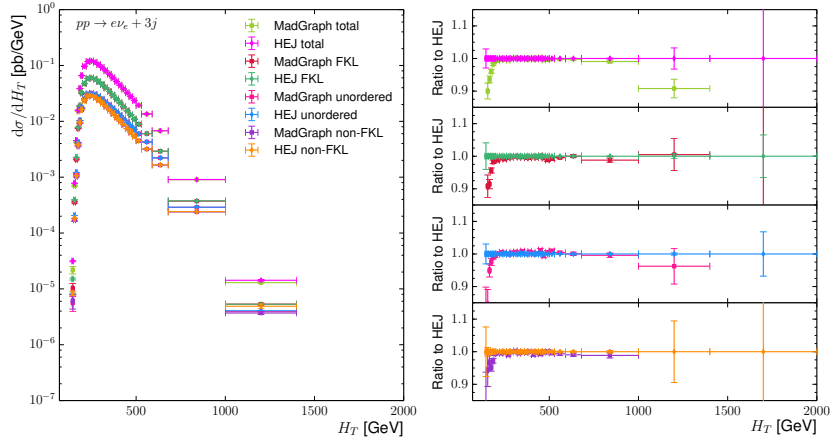 pp → eνₑ + 3j
MadGraph total
HEJ total
MadGraph FKL
HEJ FKL
MadGraph unordered
HEJ unordered
MadGraph non-FKL
HEJ non-FKL
dσ/dH_T [pb/GeV]
10⁰
10⁻¹
10⁻²
10⁻³
10⁻⁴
10⁻⁵
10⁻⁶
10⁻⁷
500 1000 1500 2000
H_T [GeV]
Ratio to HEJ
1.1
1.0
0.9
Ratio to HEJ
1.1
1.0
0.9
Ratio to HEJ
1.1
1.0
0.9
Ratio to HEJ
1.1
1.0
0.9
0 500 1000 1500 2000
H_T [GeV]